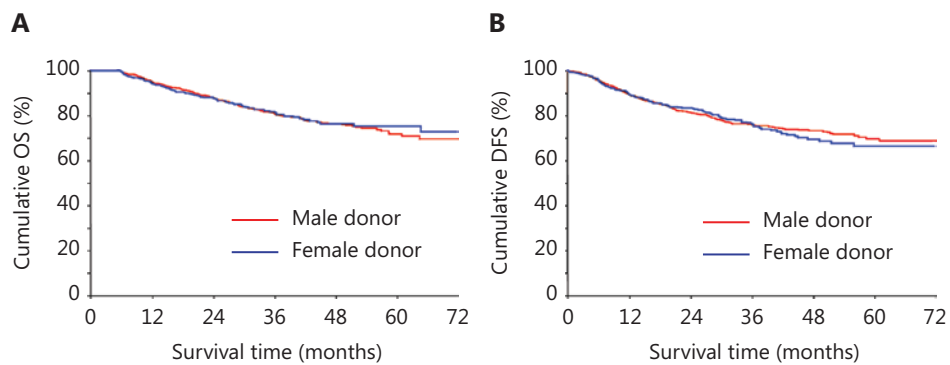 A
100
80
60
40
20
0
Cumulative OS (%)
Male donor
Female donor
0 12 24 36 48 60 72
Survival time (months)
B
100
80
60
40
20
0
Cumulative DFS (%)
Male donor
Female donor
0 12 24 36 48 60 72
Survival time (months)